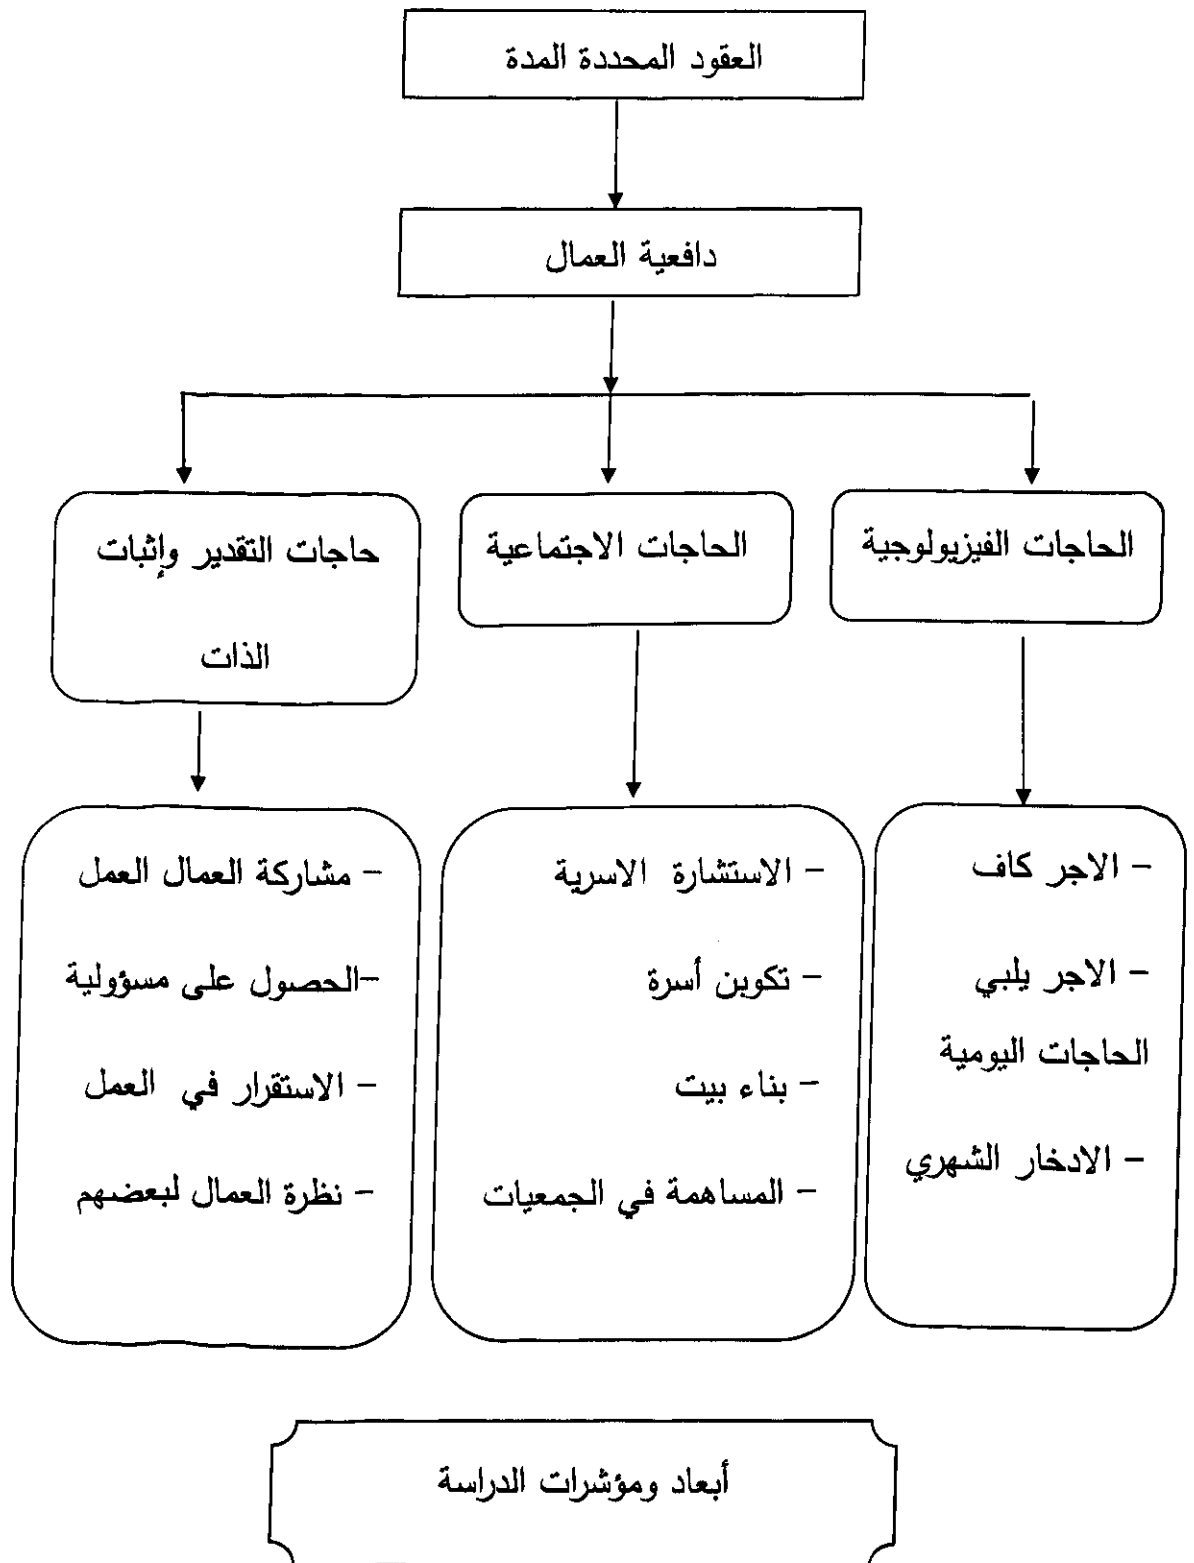 العقود المحددة المدة
دافعية العمال
الحاجات الفيزيولوجية
الحاجات الاجتماعية
حاجات التقدير وإثبات
الذات
- الاجر كاف
- الاجر يلبي
الحاجات اليومية
- الادخار الشهري
- الاستشارة الاسرية
- تكوين أسرة
- بناء بيت
- المساهمة في الجمعيات
- مشاركة العمال العمل
-الحصول على مسؤولية
- الاستقرار في العمل
- نظرة العمال لبعضهم
أبعاد ومؤشرات الدراسة